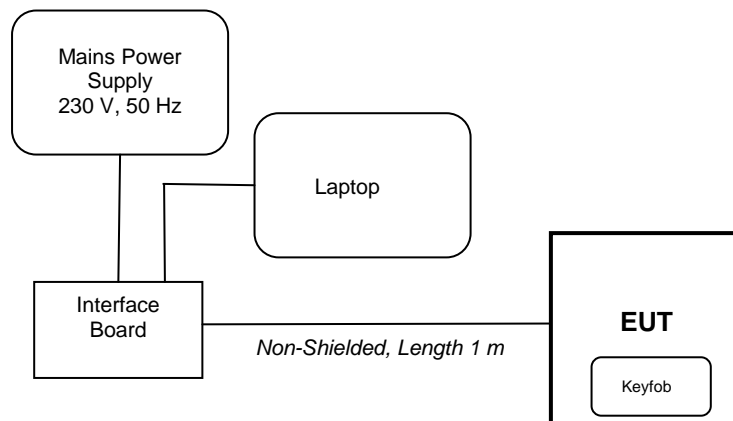 Mains Power
Supply
230 V, 50 Hz
Laptop
Interface
Board
Non-Shielded, Length 1 m
EUT
Keyfob